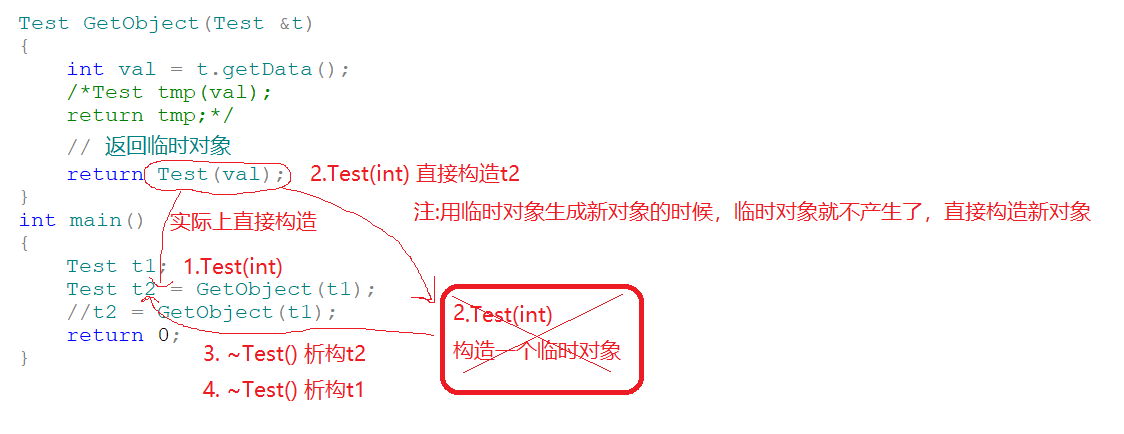 Test GetObject(Test &t)
{
int val = t.getData();
/*Test tmp(val);
return tmp;*/
// 返回临时对象
return Test(val); 2.Test(int) 直接构造t2
}
注:用临时对象生成新对象的时候，临时对象就不产生了，直接构造新对象
int main() 实际上直接构造
{
Test t1; 1.Test(int)
Test t2 = GetObject(t1);
//t2 = GetObject(t1);
return 0;
}
2.Test(int)
构造一个临时对象
3. ~Test() 析构t2
4. ~Test() 析构t1